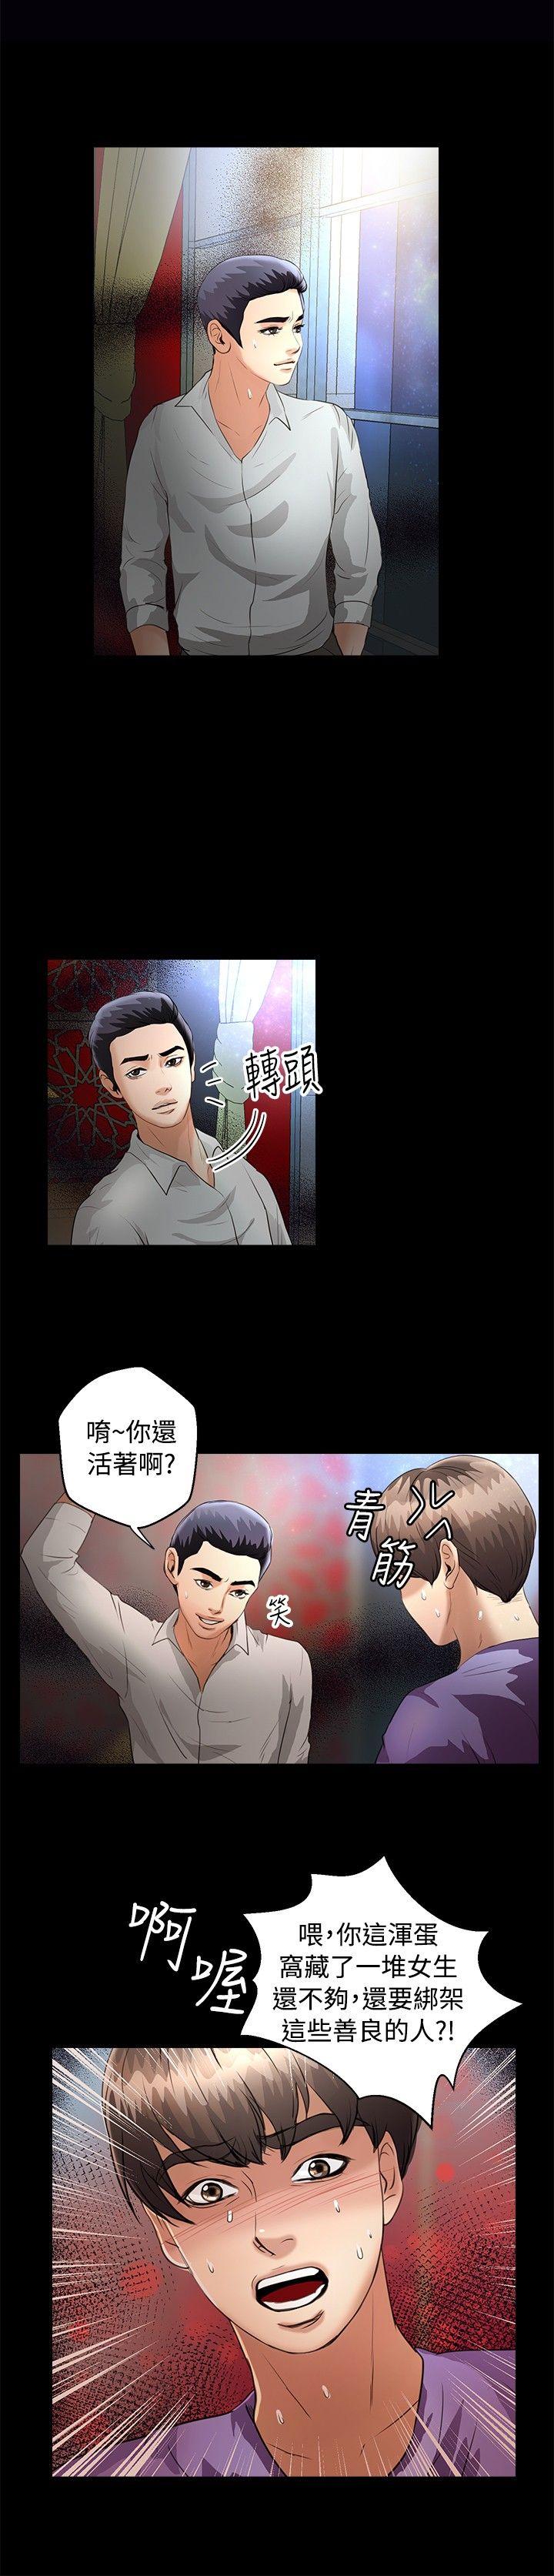 轉頭
唷~你還
活著啊?
笑
青
筋
啊
喔
喂,你這渾蛋
窩藏了一堆女生
還不夠,還要綁架
這些善良的人?!